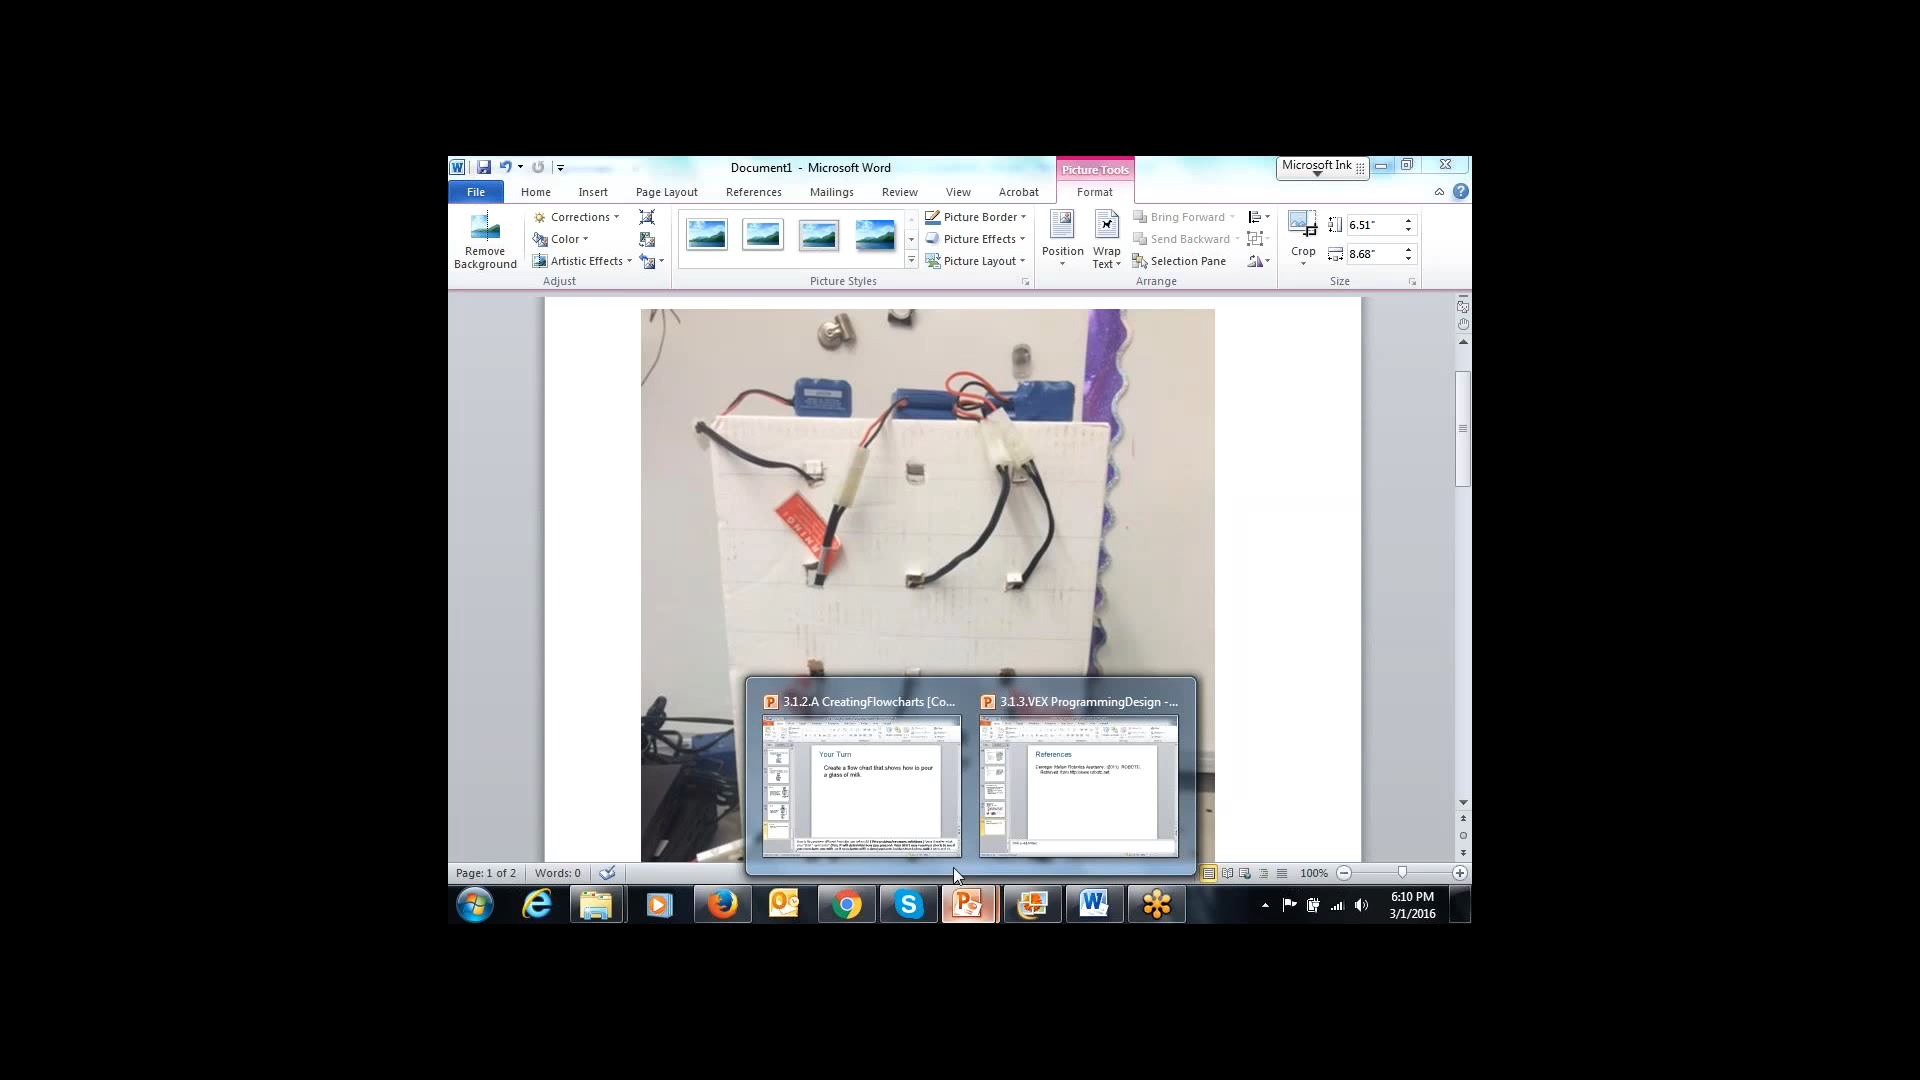 Document1 - Microsoft Word
Picture Tools
Microsoft Ink
File
Home
Insert
Page Layout
References
Mailings
Review
View
Acrobat
Format
Remove
Background
Corrections
Color
Artistic Effects
Adjust
Picture Styles
Picture Border
Picture Effects
Picture Layout
Position
Wrap
Text
Bring Forward
Send Backward
Selection Pane
Arrange
Crop
6.51"
8.68"
Size
3.1.2.A CreatingFlowcharts [Co...
3.1.3.VEX ProgrammingDesign -...
Your Turn
Create a flow chart that shows how to pour
a glass of milk.
References
Page: 1 of 2
Words: 0
100%
6:10 PM
3/1/2016